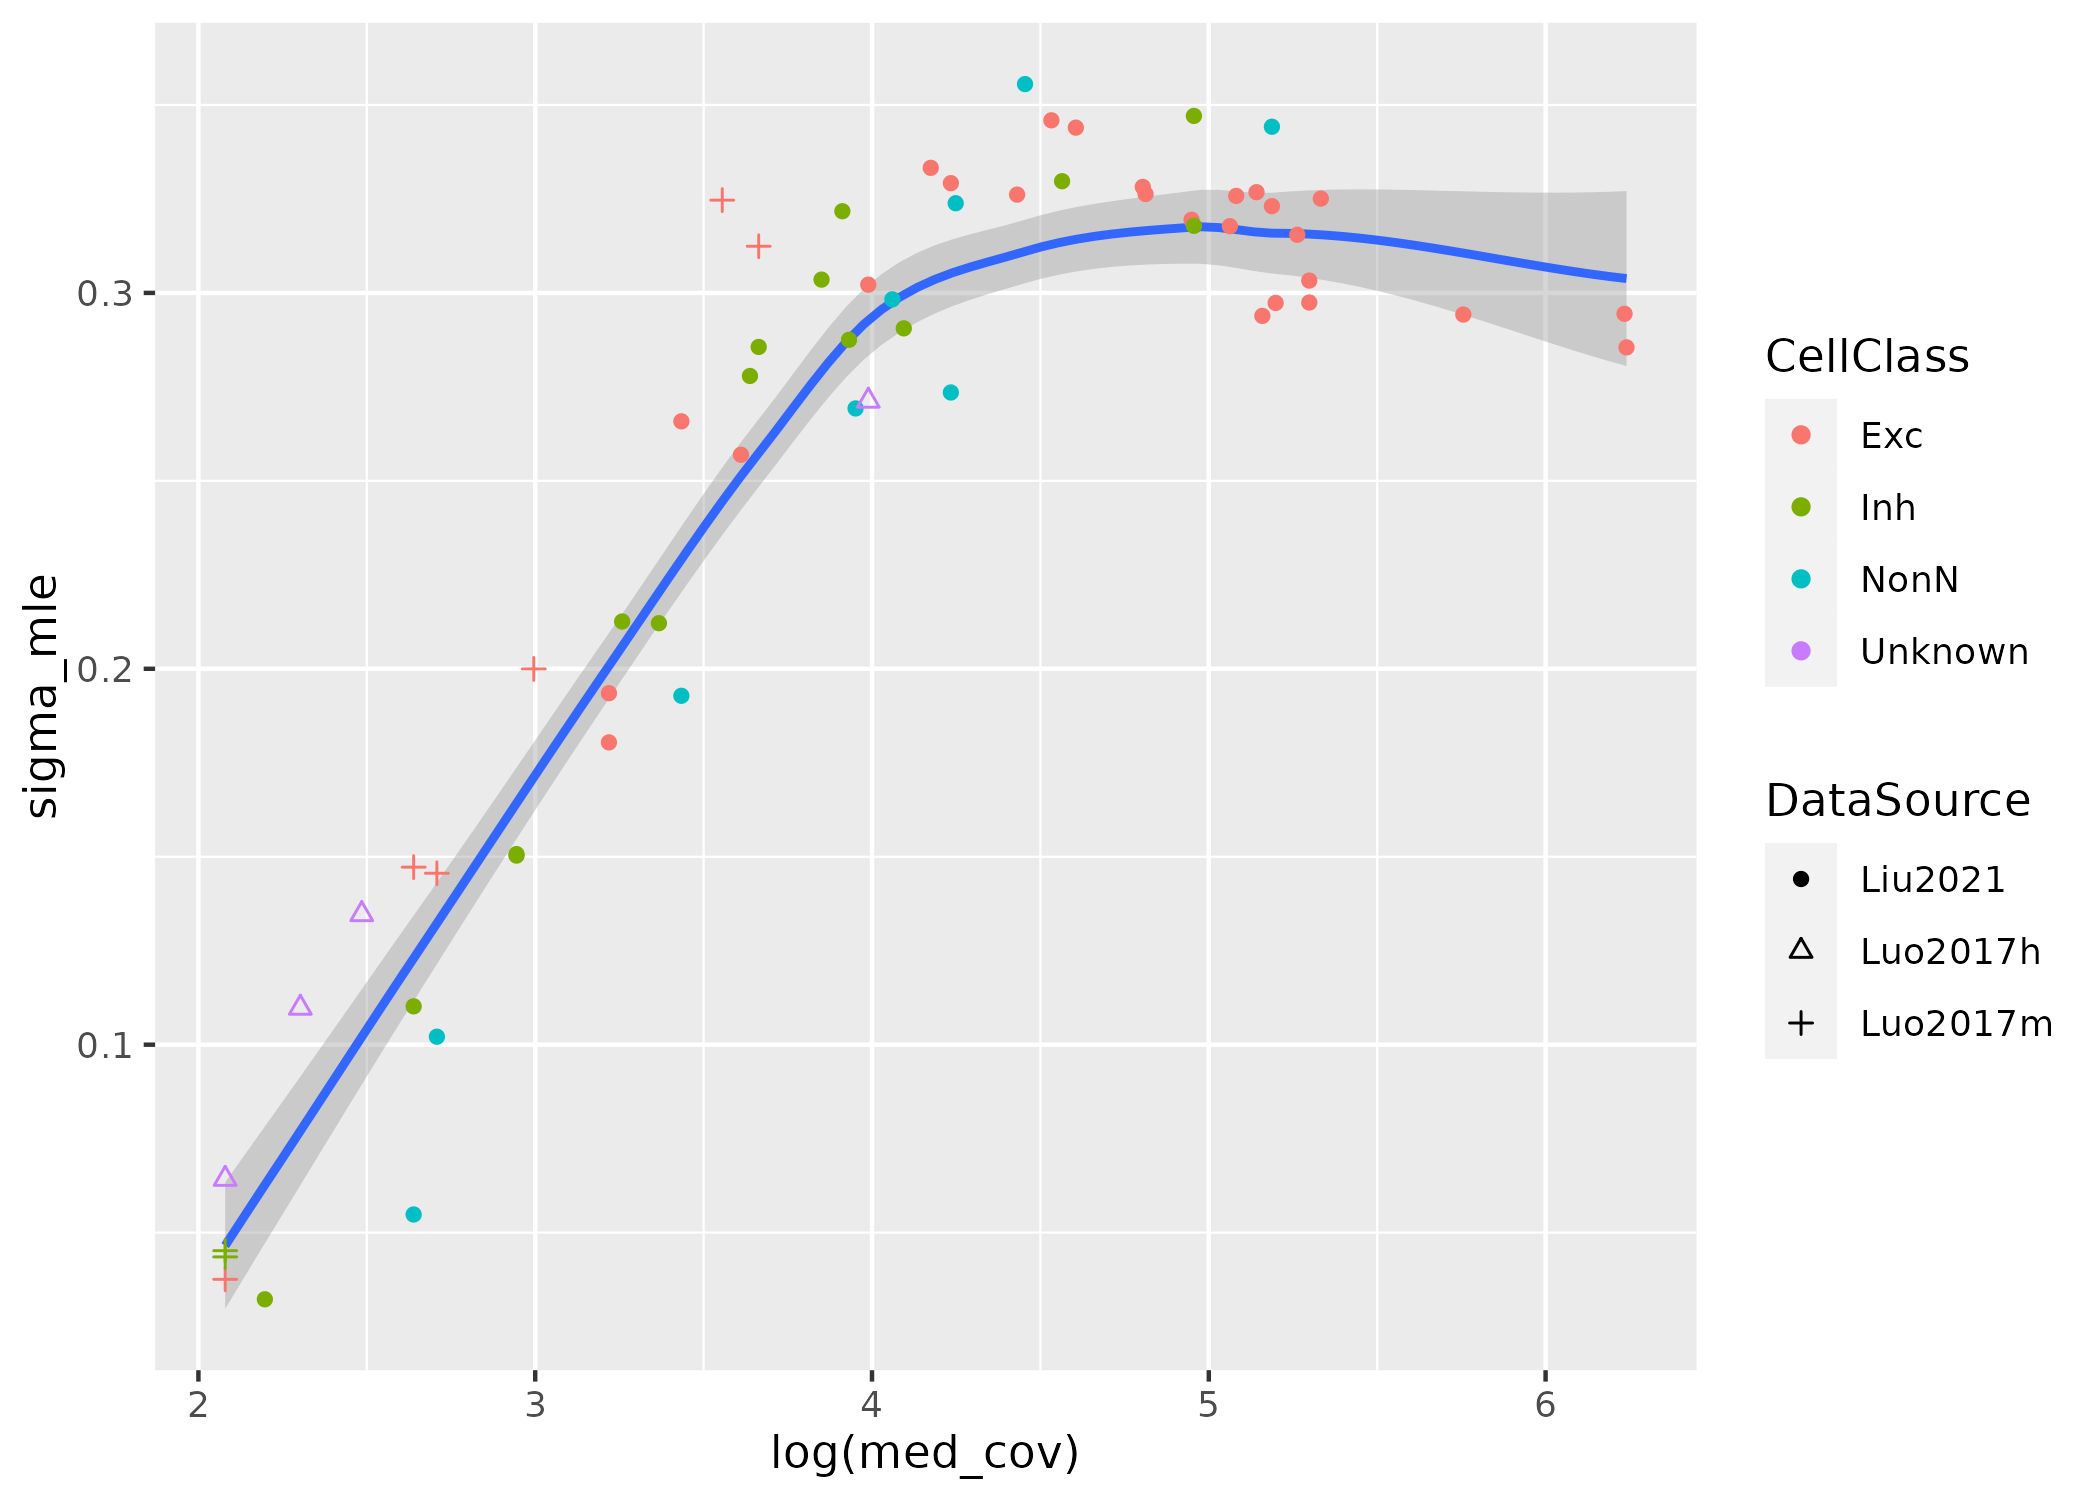 sigma_mle
0.3
0.2
0.1
2 3 4 5 6
log(med_cov)
CellClass
Exc
Inh
NonN
Unknown
DataSource
Liu2021
Luo2017h
Luo2017m